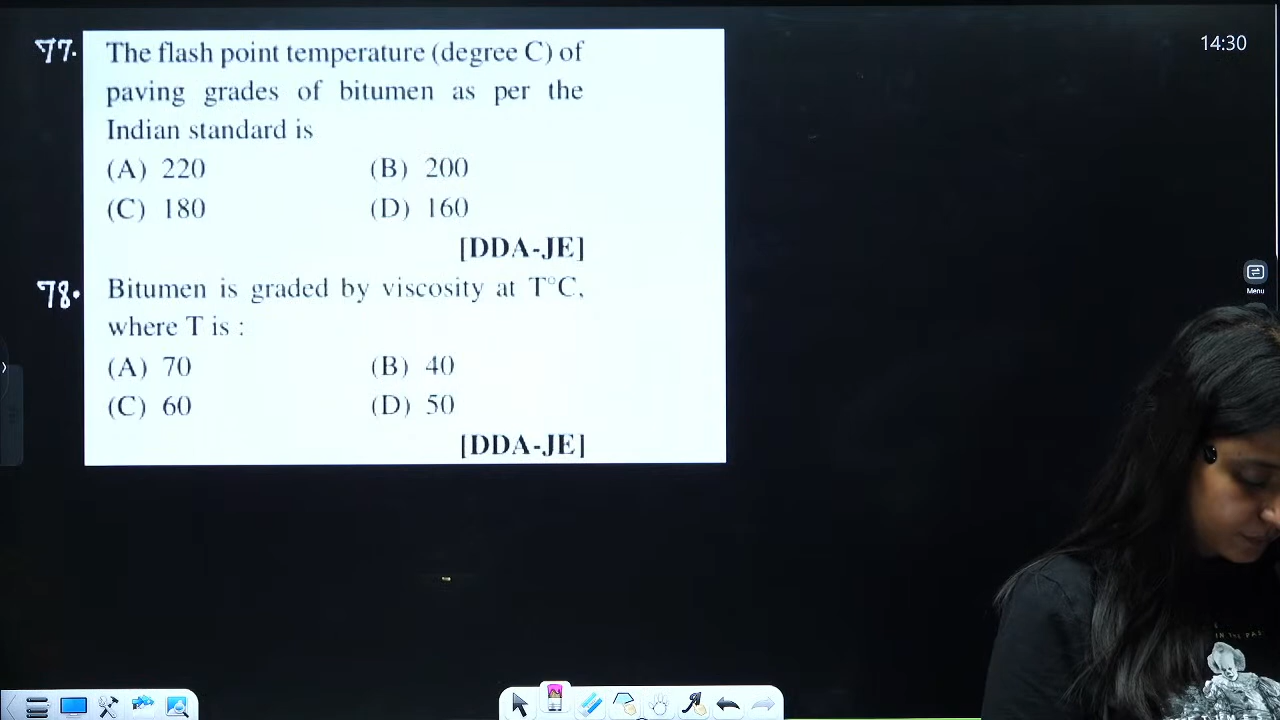 77.
The flash point temperature (degree C) of
paving grades of bitumen as per the
Indian standard is
(A) 220 (B) 200
(C) 180 (D) 160
[DDA-JE]
78.
Bitumen is graded by viscosity at T°C,
where T is :
(A) 70 (B) 40
(C) 60 (D) 50
[DDA-JE]
14:30
Menu
IN THE